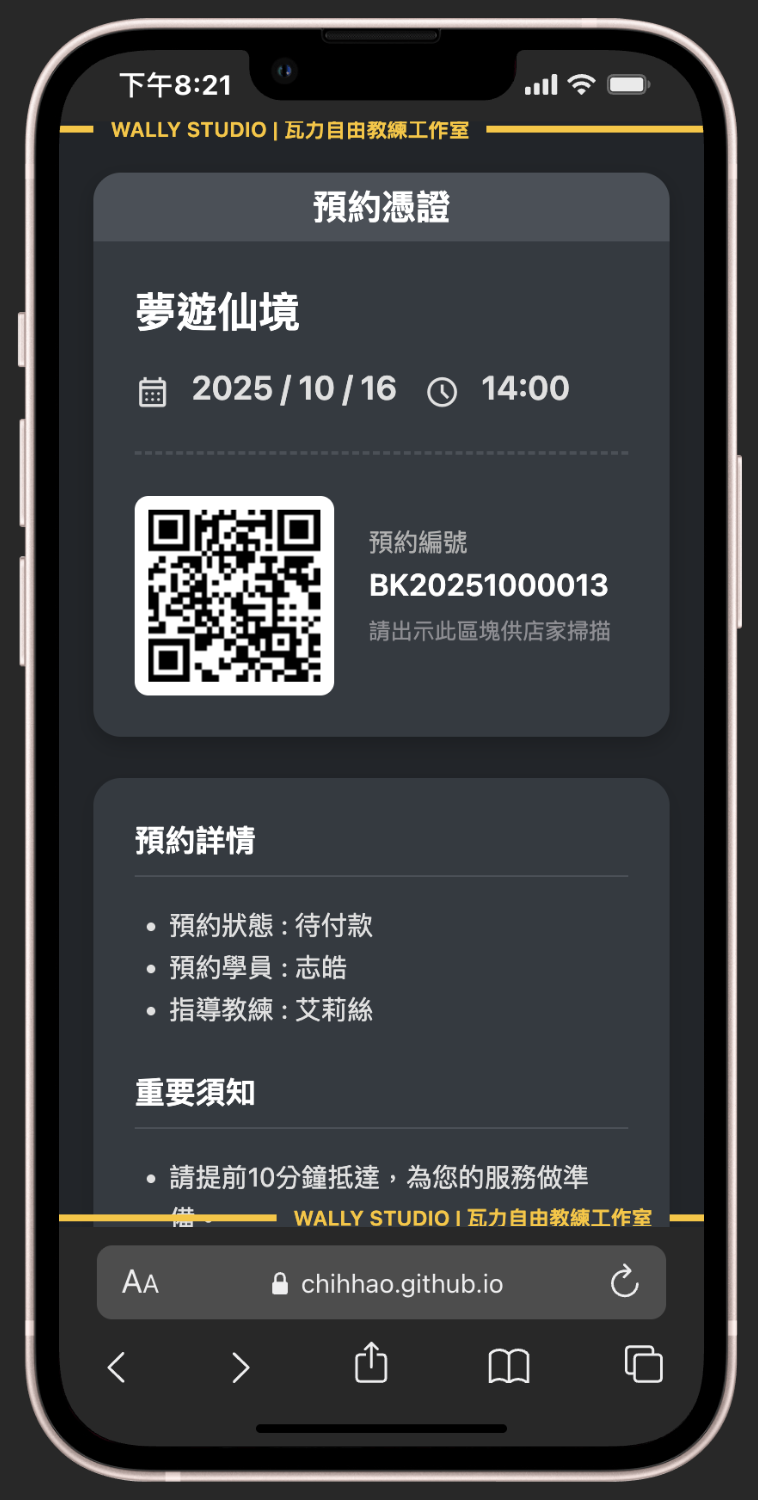 下午8:21
WALLY STUDIO | 瓦力自由教練工作室
預約憑證
夢遊仙境
2025 / 10 / 16 14:00
預約編號
BK20251000013
請出示此區塊供店家掃描
預約詳情
• 預約狀態 : 待付款
• 預約學員 : 志皓
• 指導教練 : 艾莉絲
重要須知
• 請提前10分鐘抵達，為您的服務做準
備。
WALLY STUDIO | 瓦力自由教練工作室
AA chihhao.github.io